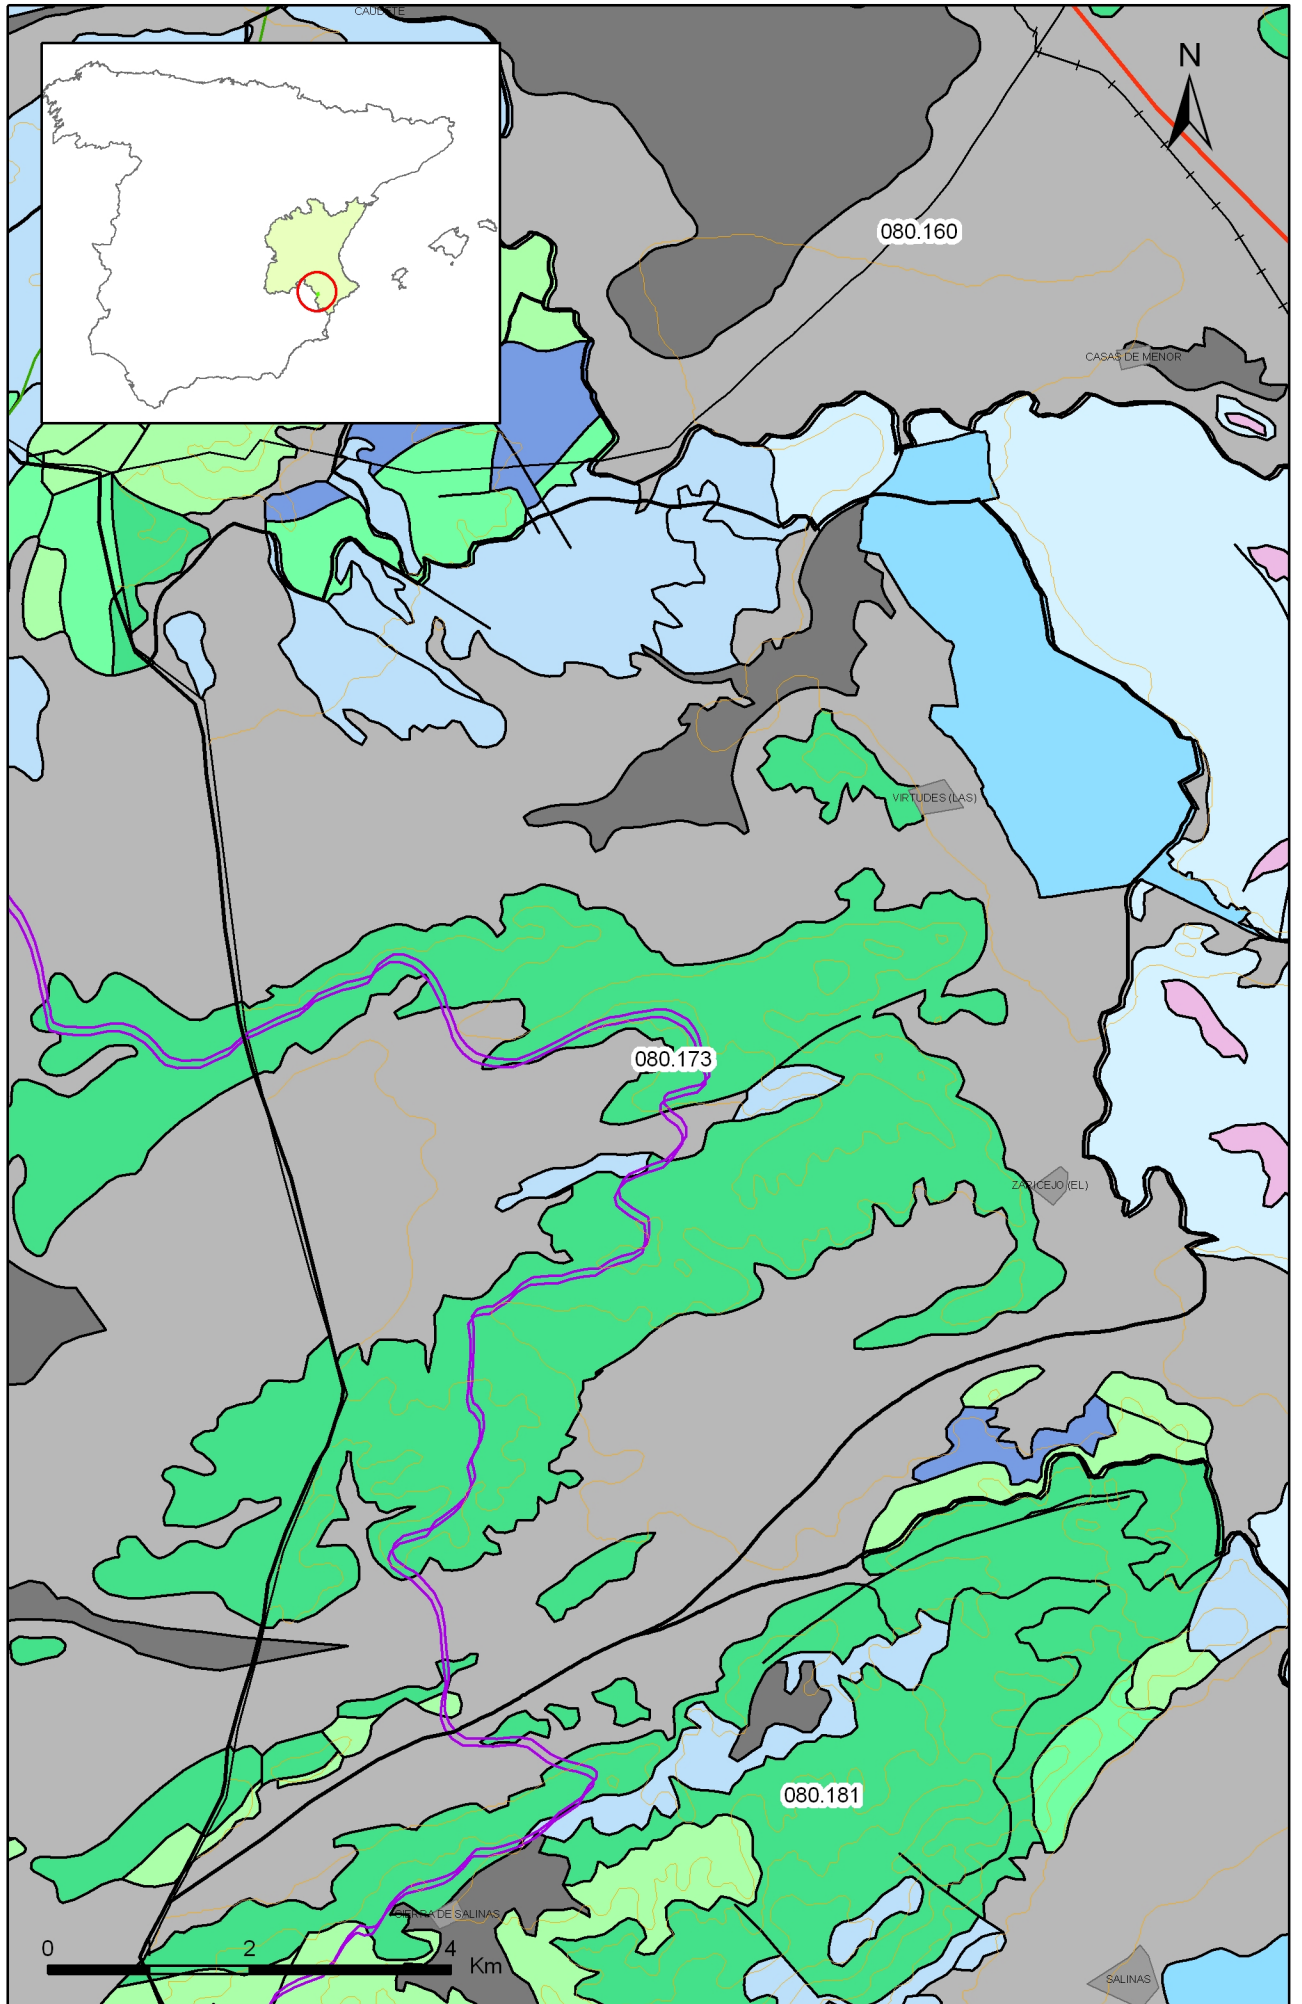 CAUDETE
N
080.160
CASAS DE MENOR
VIRTUDES (LAS)
080.173
ZARICEJO (EL)
080.181
SIERRA DE SALINAS
0 2 4
Km
SALINAS